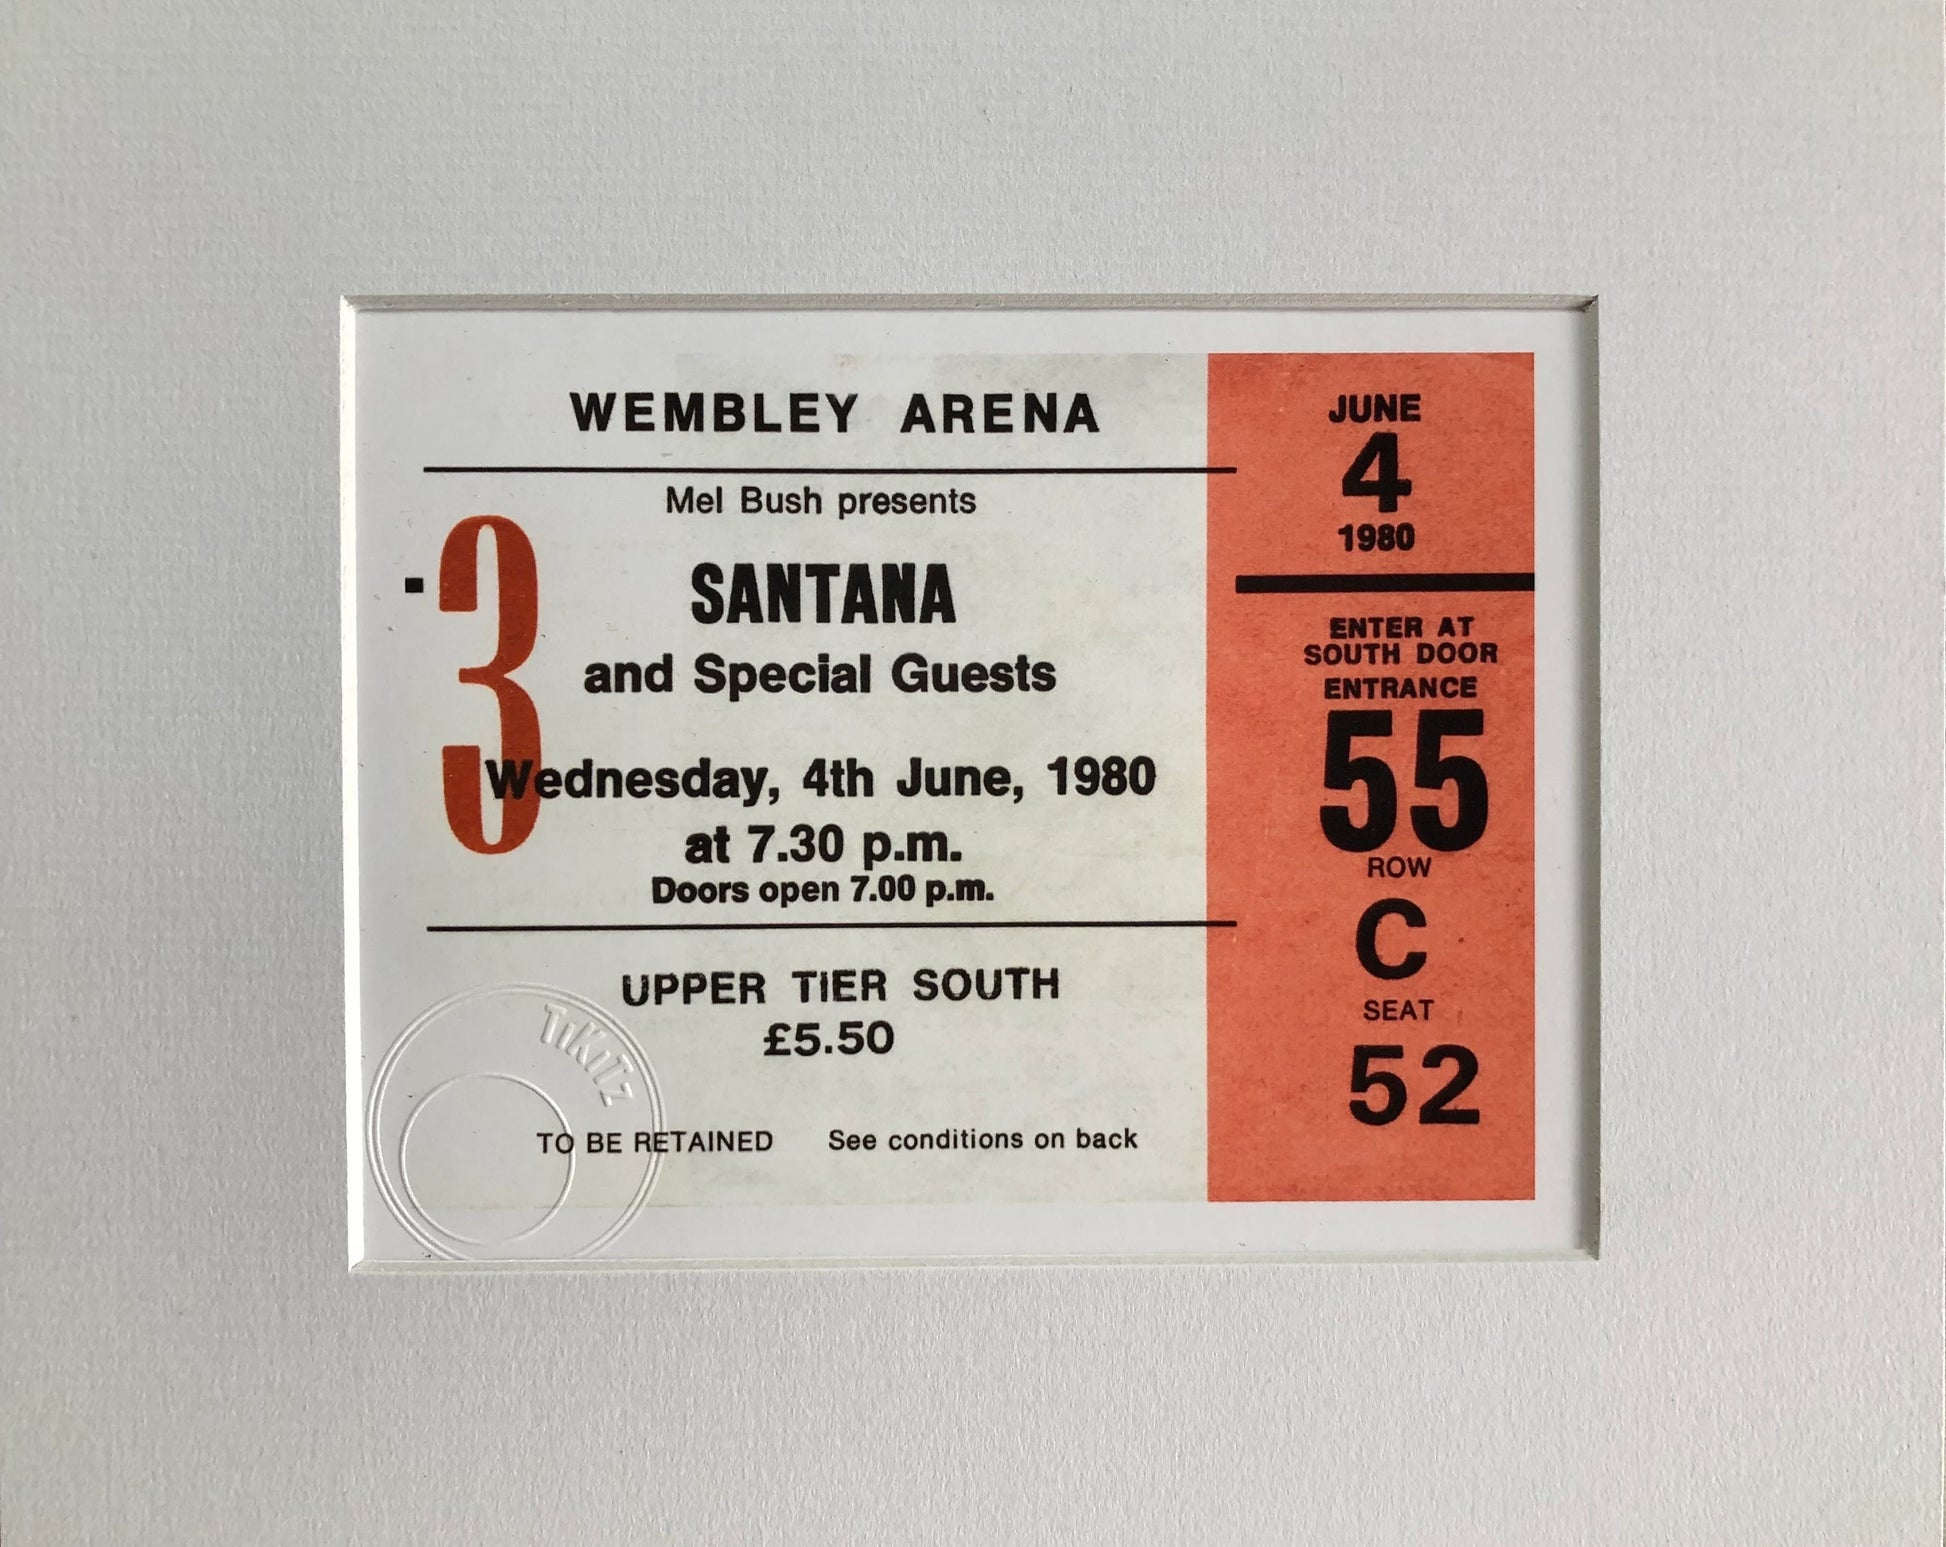 WEMBLEY ARENA
Mel Bush presents
3
SANTANA
and Special Guests
Wednesday, 4th June, 1980
at 7.30 p.m.
Doors open 7.00 p.m.
UPPER TIER SOUTH
£5.50
TO BE RETAINED See conditions on back
TiKiTz
JUNE
4
1980
ENTER AT
SOUTH DOOR
ENTRANCE
55
ROW
C
SEAT
52